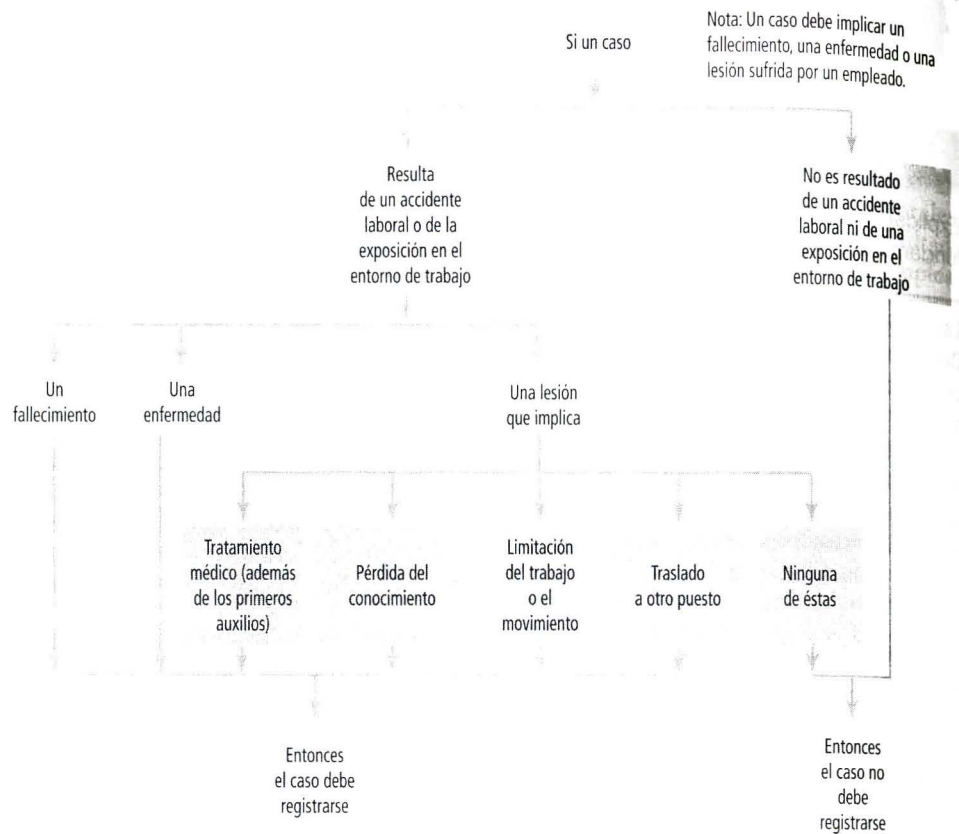 Si un caso
Nota: Un caso debe implicar un
fallecimiento, una enfermedad o una
lesión sufrida por un empleado.
Resulta
de un accidente
laboral o de la
exposición en el
entorno de trabajo
No es resultado
de un accidente
laboral ni de una
exposición en el
entorno de trabajo
Un
fallecimiento
Una
enfermedad
Una lesión
que implica
Tratamiento
médico (además
de los primeros
auxilios)
Pérdida del
conocimiento
Limitación
del trabajo
o el
movimiento
Traslado
a otro puesto
Ninguna
de éstas
Entonces
el caso debe
registrarse
Entonces
el caso no
debe
registrarse